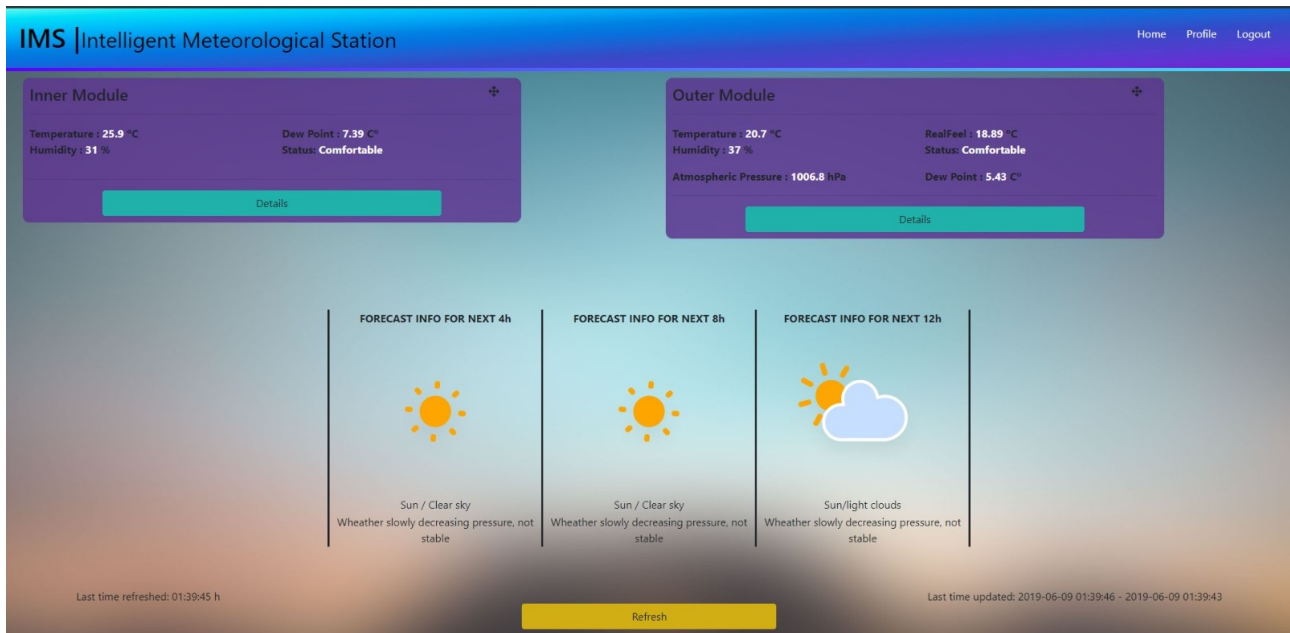 IMS |Intelligent Meteorological Station
Home Profile Logout
Inner Module
Temperature : 25.9 °C Dew Point : 7.39 C°
Humidity : 31 % Status: Comfortable
Details
Outer Module
Temperature : 20.7 °C RealFeel : 18.89 °C
Humidity : 37 % Status: Comfortable
Atmospheric Pressure : 1006.8 hPa Dew Point : 5.43 C°
Details
FORECAST INFO FOR NEXT 4h
Sun / Clear sky
Wheather slowly decreasing pressure, not
stable
FORECAST INFO FOR NEXT 8h
Sun / Clear sky
Wheather slowly decreasing pressure, not
stable
FORECAST INFO FOR NEXT 12h
Sun/light clouds
Wheather slowly decreasing pressure, not
stable
Last time refreshed: 01:39:45 h
Last time updated: 2019-06-09 01:39:46 - 2019-06-09 01:39:43
Refresh